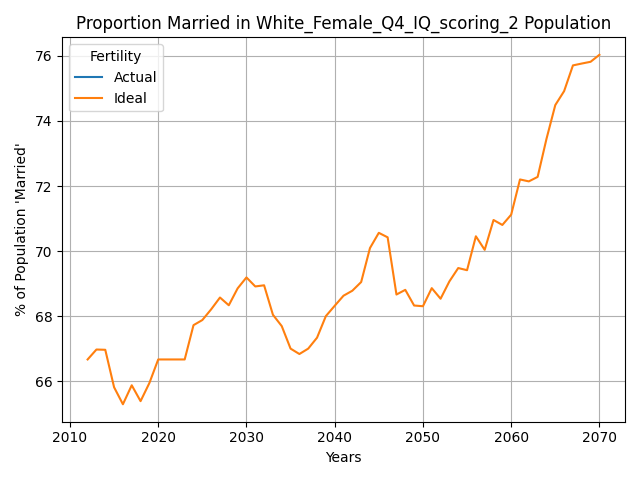 Proportion Married in White_Female_Q4_IQ_scoring_2 Population
Fertility
Actual
Ideal
% of Population 'Married'
76
74
72
70
68
66
2010 2020 2030 2040 2050 2060 2070
Years